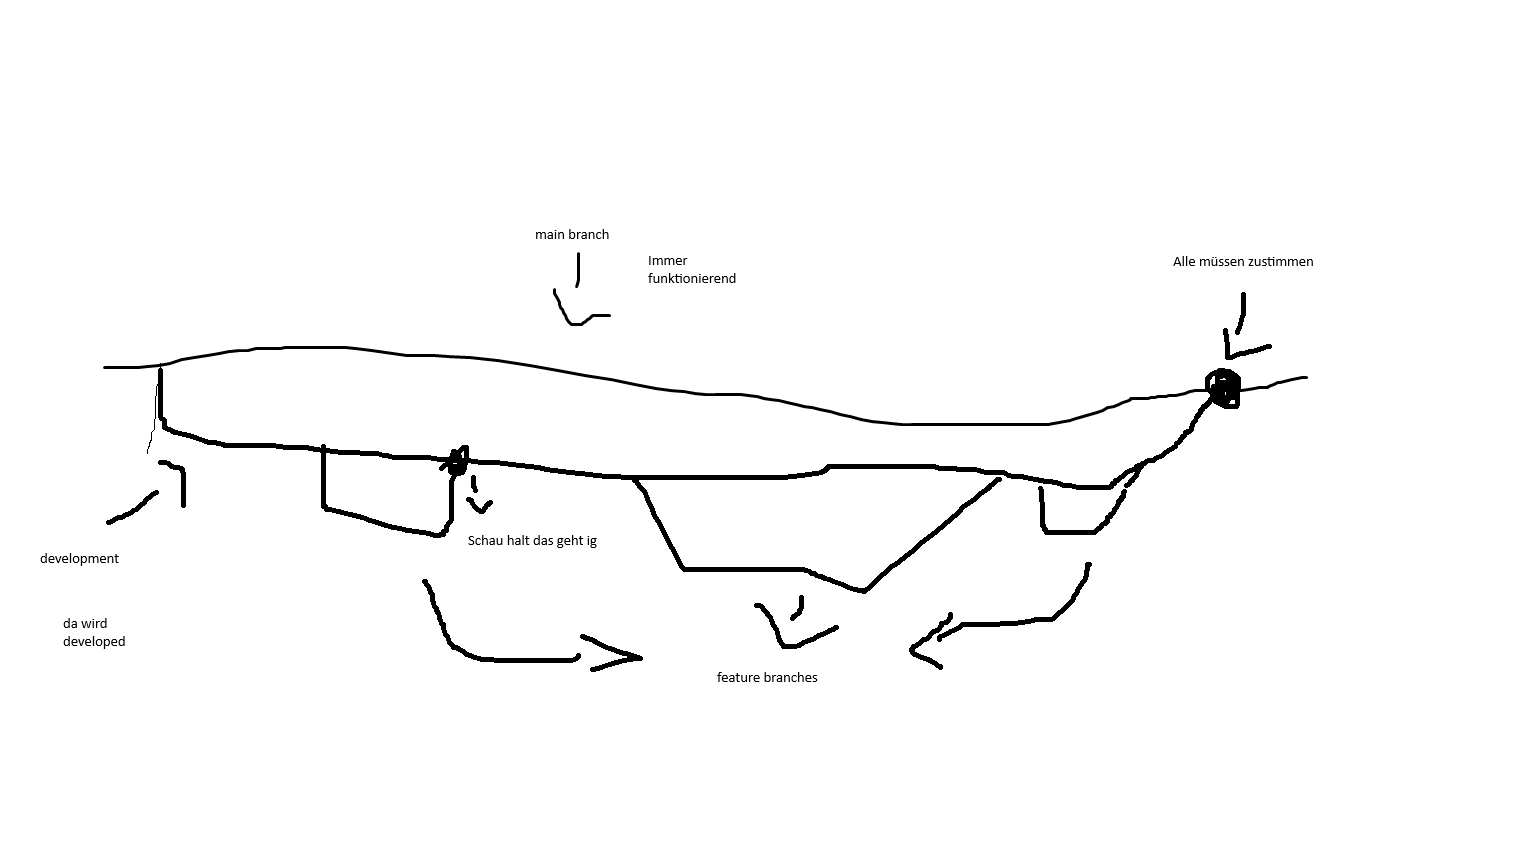 main branch
Immer
funktionierend
Alle müssen zustimmen
Schau halt das geht ig
development
da wird
developed
feature branches